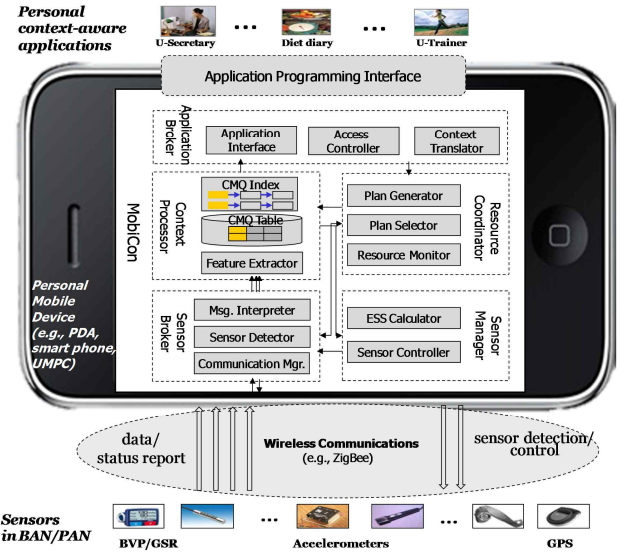 Personal
context-aware
applications
U-Secretary
...
Diet diary
...
U-Trainer
Application Programming Interface
Application
Broker
Application
Interface
Access
Controller
Context
Translator
MobiCon
Context
Processor
CMQ Index
CMQ Table
Feature Extractor
Plan Generator
Plan Selector
Resource Monitor
Resource
Coordinator
Sensor
Broker
Msg. Interpreter
Sensor Detector
Communication Mgr.
ESS Calculator
Sensor Controller
Sensor
Manager
Personal
Mobile
Device
(e.g., PDA,
smart phone,
UMPC)
data/
status report
Wireless Communications
(e.g., ZigBee)
sensor detection/
control
Sensors
in BAN/PAN
...
...
BVP/GSR
Accelerometers
GPS